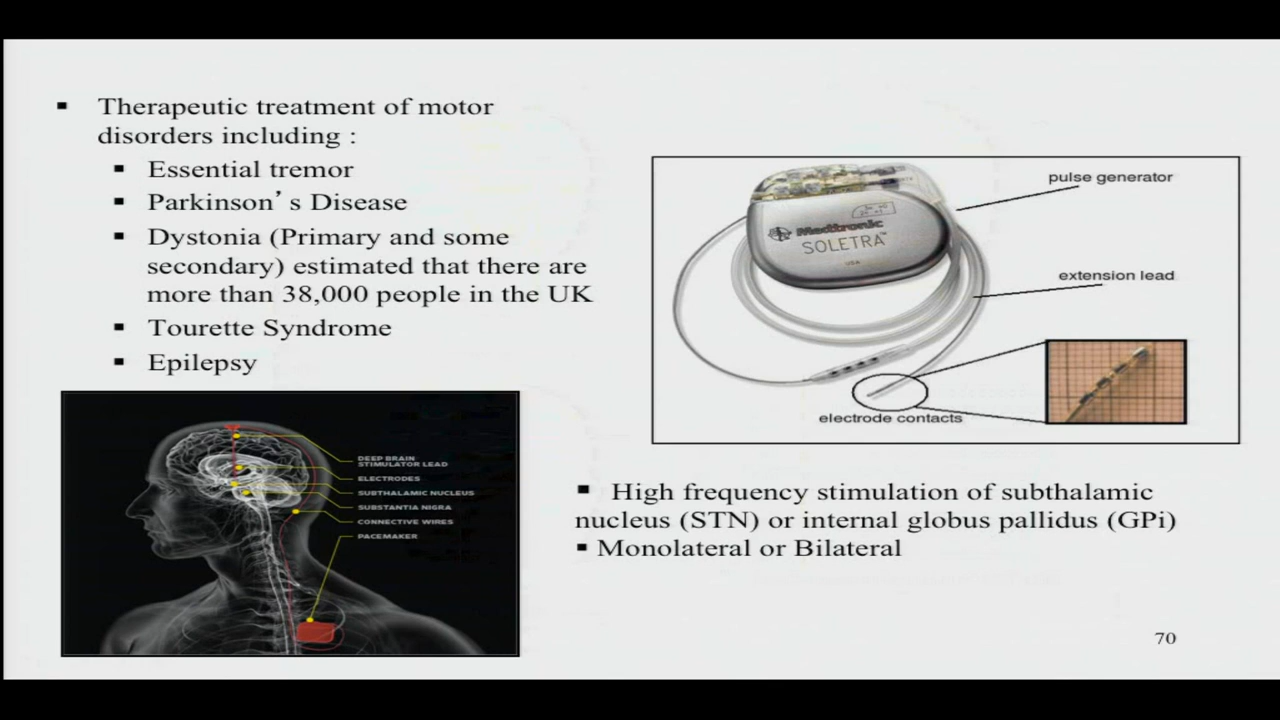 ▪ Therapeutic treatment of motor
disorders including :
▪ Essential tremor
▪ Parkinson’s Disease
▪ Dystonia (Primary and some
secondary) estimated that there are
more than 38,000 people in the UK
▪ Tourette Syndrome
▪ Epilepsy
pulse generator
Medtronic
SOLETRA™
USA
extension lead
electrode contacts
DEEP BRAIN
STIMULATOR LEAD
ELECTRODES
SUBTHALAMIC NUCLEUS
SUBSTANTIA NIGRA
CONNECTIVE WIRES
PACEMAKER
▪ High frequency stimulation of subthalamic
nucleus (STN) or internal globus pallidus (GPi)
▪ Monolateral or Bilateral
70